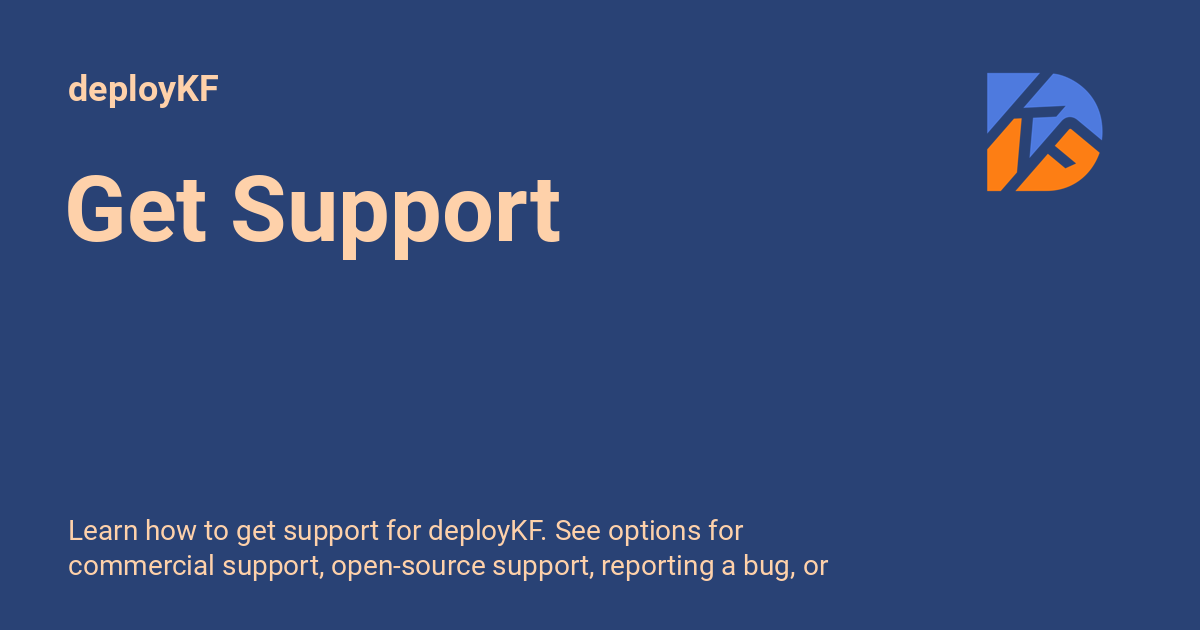 deployKF
Get Support
Learn how to get support for deployKF. See options for
commercial support, open-source support, reporting a bug, or